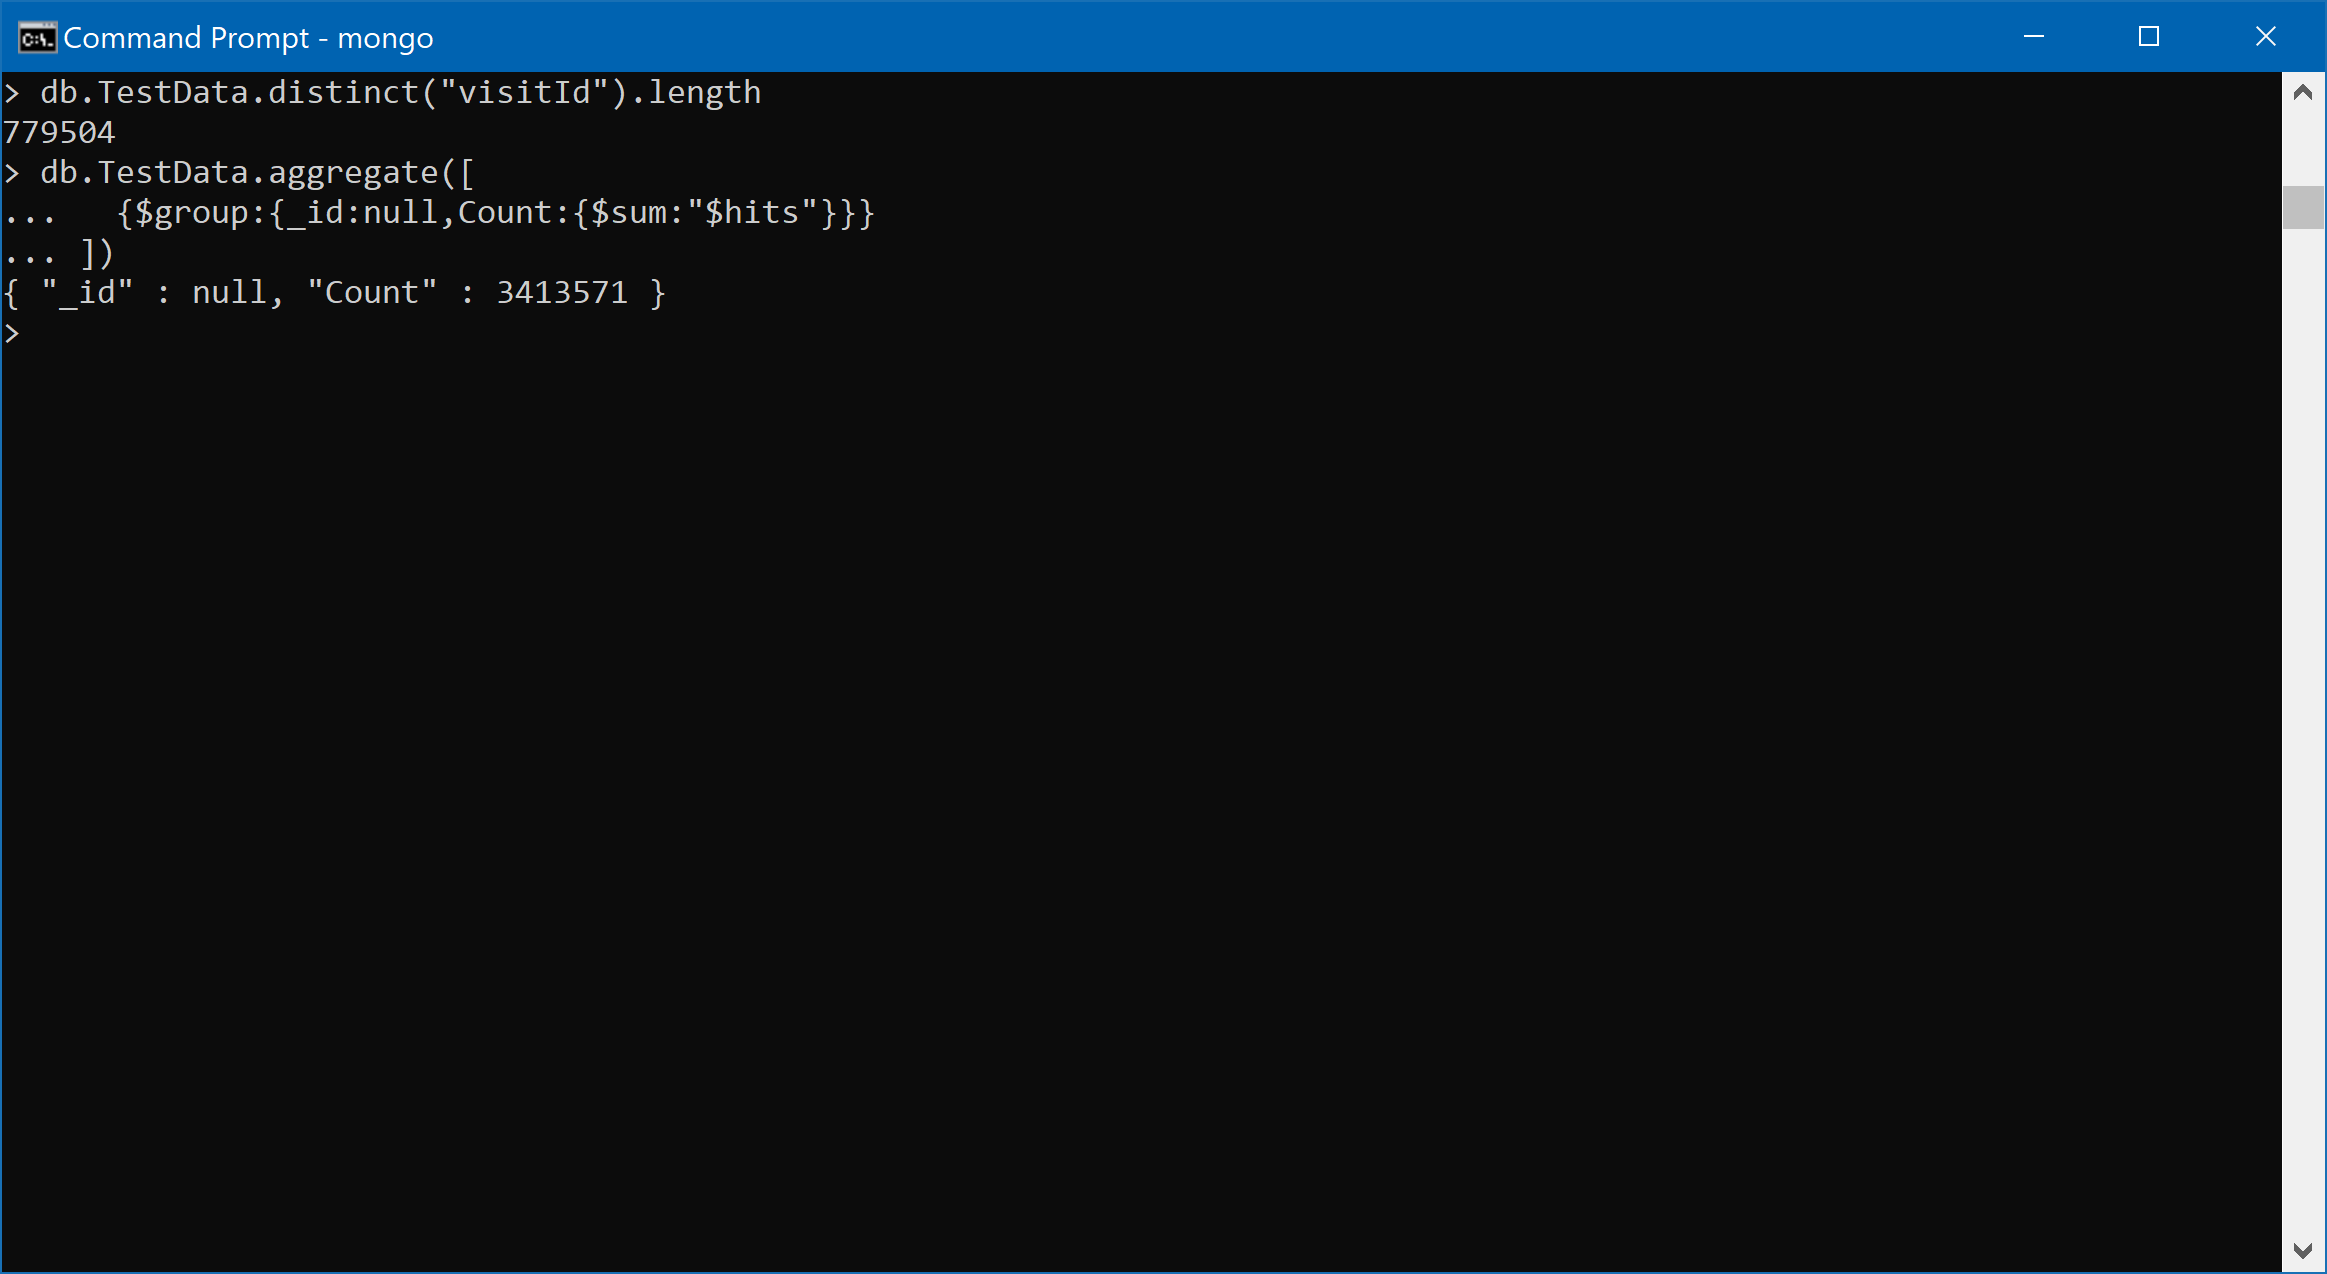 Command Prompt - mongo
> db.TestData.distinct("visitId").length
779504
> db.TestData.aggregate([
...   {$group:{_id:null,Count:{$sum:"$hits"}}}
... ])
{ "_id" : null, "Count" : 3413571 }
>